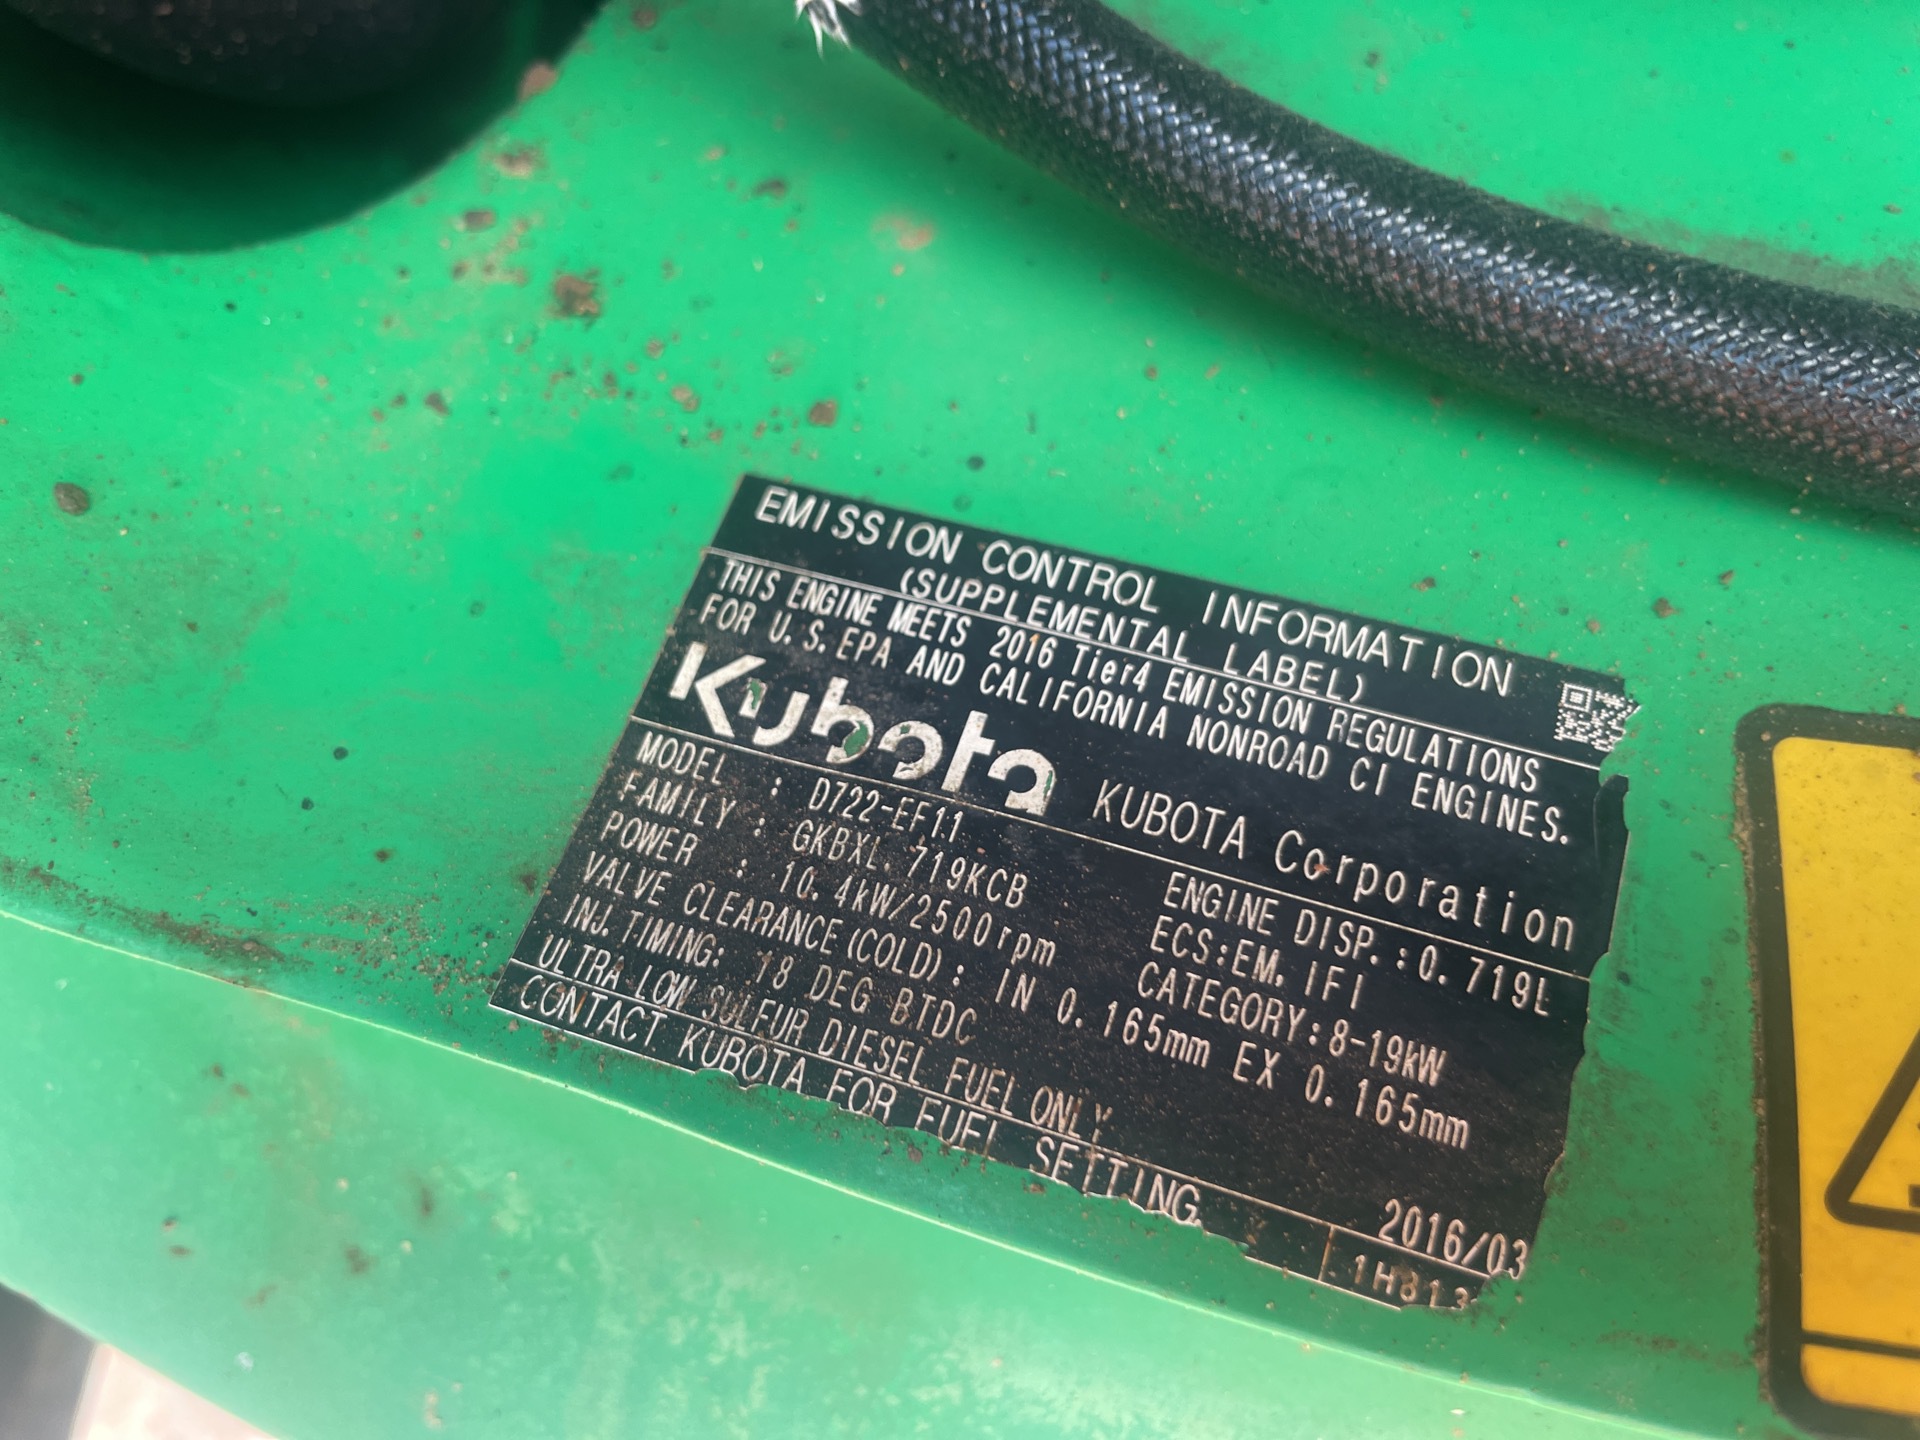 EMISSION CONTROL INFORMATION
(SUPPLEMENTAL LABEL)
THIS ENGINE MEETS 2016 Tier4 EMISSION REGULATIONS
FOR U.S.EPA AND CALIFORNIA NONROAD CI ENGINES.
Kubota KUBOTA Corporation
MODEL : D722-EF11 ENGINE DISP.:0.719L
FAMILY : GKBXL.719KCB ECS:EM,IFI
POWER : 10.4kW/2500rpm CATEGORY:8-19kW
VALVE CLEARANCE(COLD): IN 0.165mm EX 0.165mm
INJ.TIMING: 18 DEG BTDC
ULTRA LOW SULFUR DIESEL FUEL ONLY
CONTACT KUBOTA FOR FUEL SETTING. 2016/03